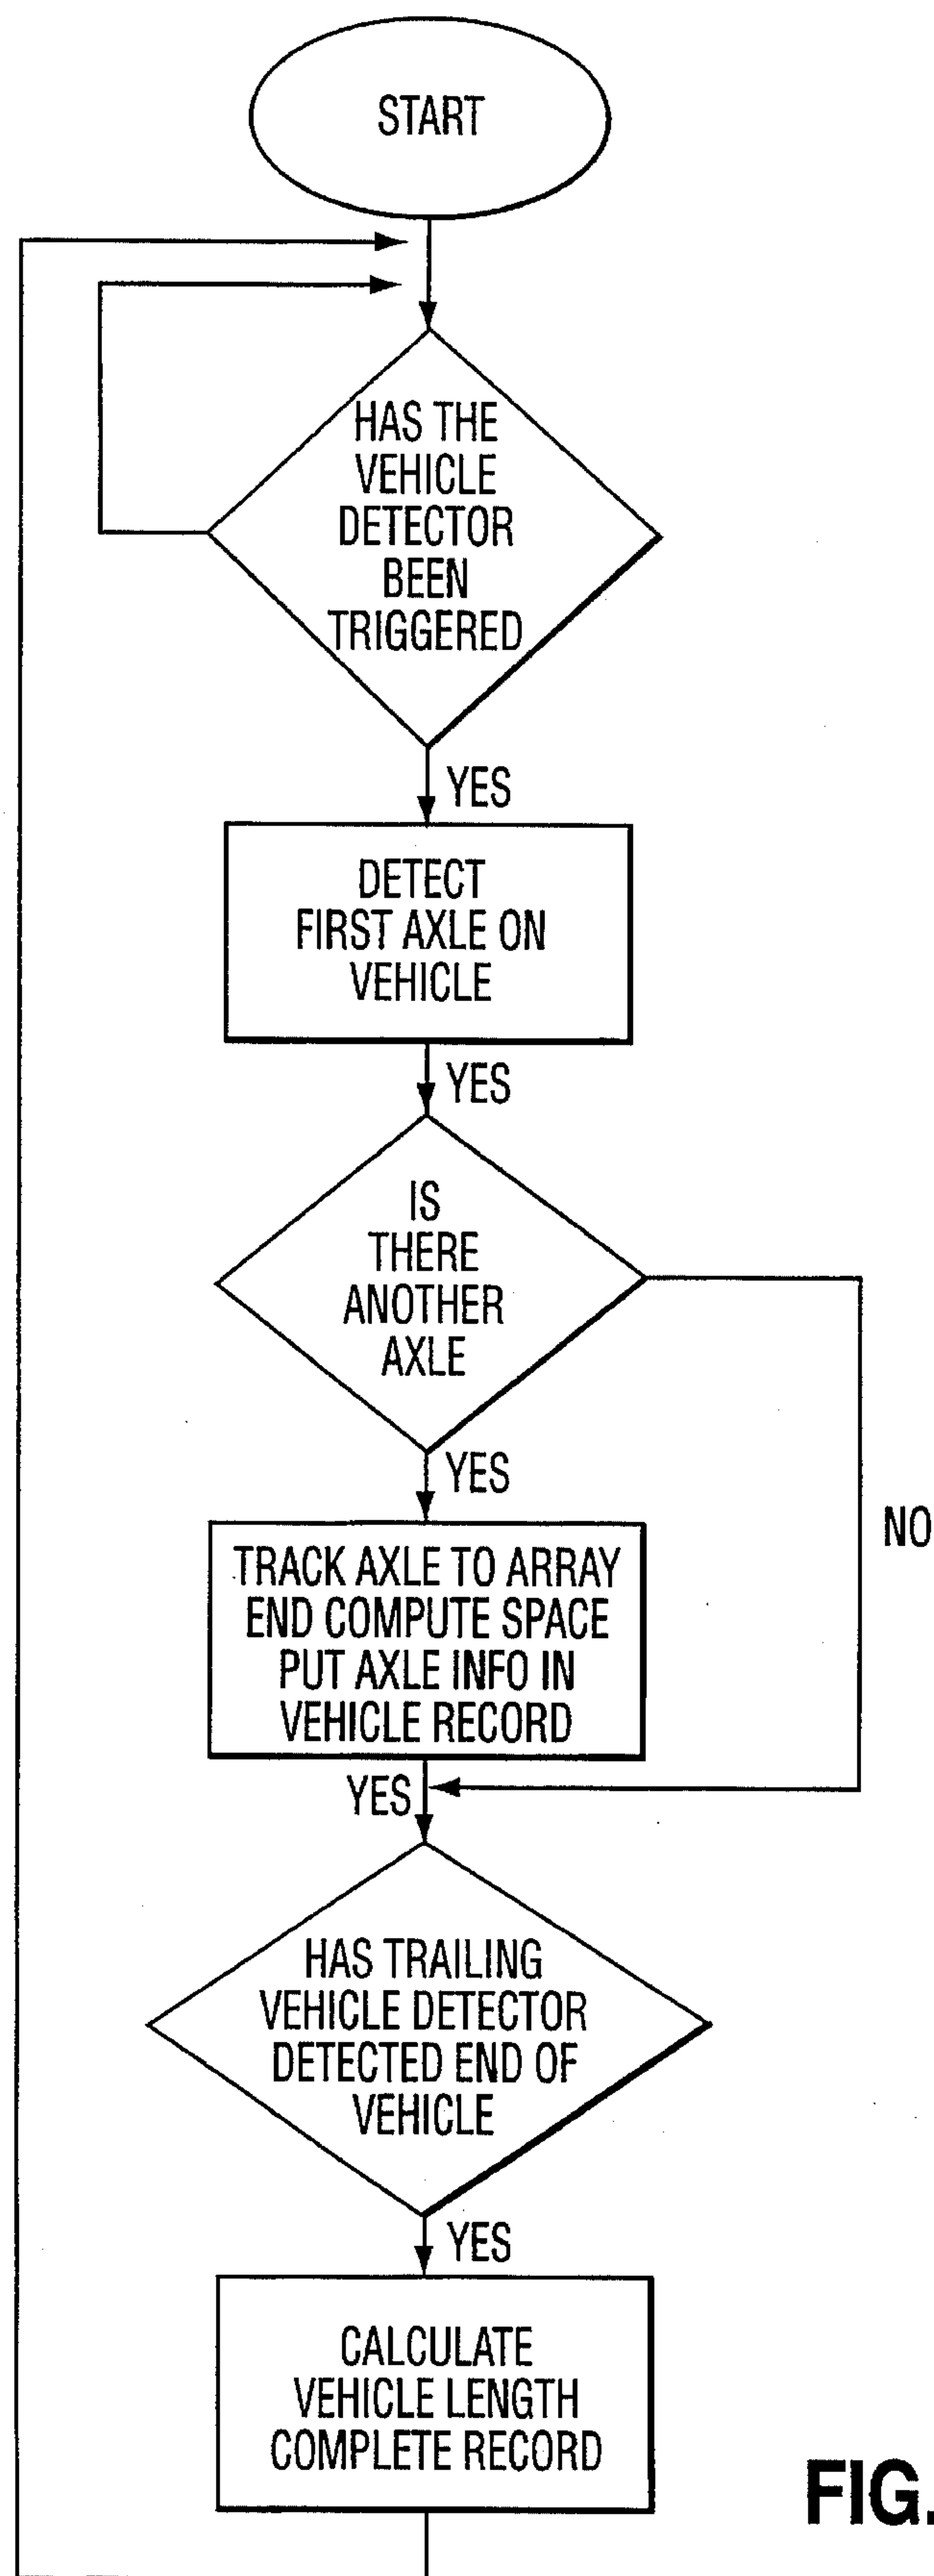 START
HAS THE
VEHICLE
DETECTOR
BEEN
TRIGGERED
YES
DETECT
FIRST AXLE ON
VEHICLE
YES
IS
THERE
ANOTHER
AXLE
YES
NO
TRACK AXLE TO ARRAY
END COMPUTE SPACE
PUT AXLE INFO IN
VEHICLE RECORD
YES
HAS TRAILING
VEHICLE DETECTOR
DETECTED END OF
VEHICLE
YES
CALCULATE
VEHICLE LENGTH
COMPLETE RECORD
FIG.